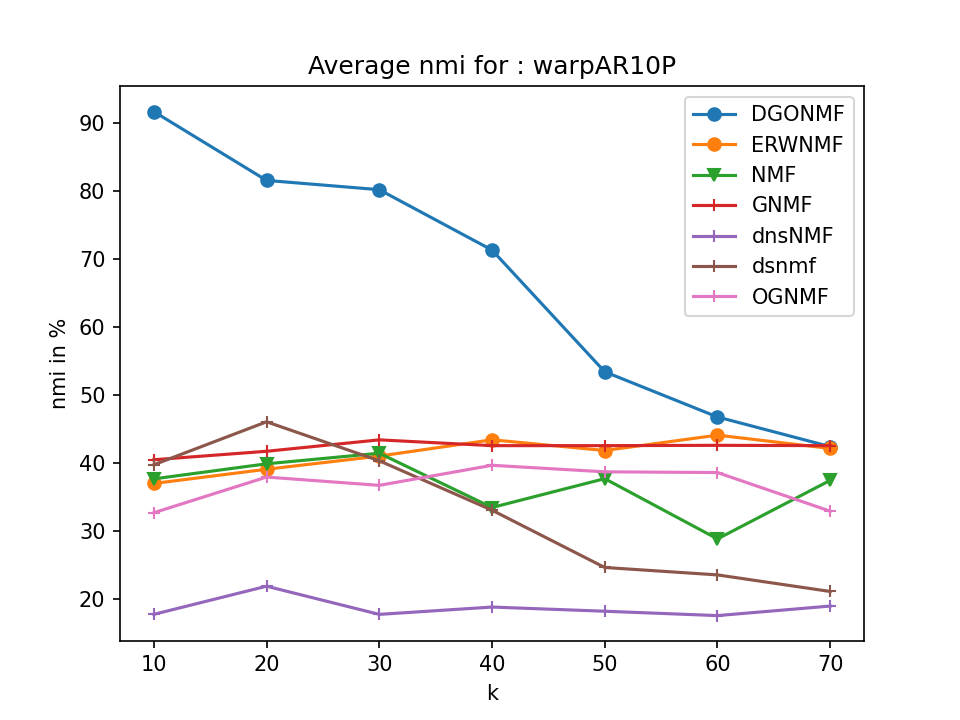 Average nmi for : warpAR10P
nmi in %
90
80
70
60
50
40
30
20
10 20 30 40 50 60 70
k
DGONMF
ERWNMF
NMF
GNMF
dnsNMF
dsnmf
OGNMF